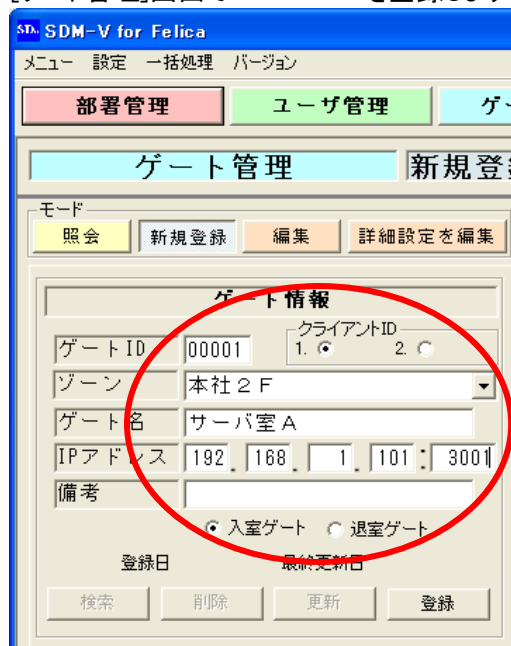 SDM-V for Felica
メニュー 設定 一括処理 バージョン
部署管理 ユーザ管理
ゲート管理 新規登
モード
照会 新規登録 編集 詳細設定を編集
ゲート情報
クライアントID
ゲートID 00001 1. 2.
ゾーン 本社2F
ゲート名 サーバ室A
IPアドレス 192. 168. 1. 101 : 3001
備考
入室ゲート 退室ゲート
登録日 最終更新日
検索 削除 更新 登録